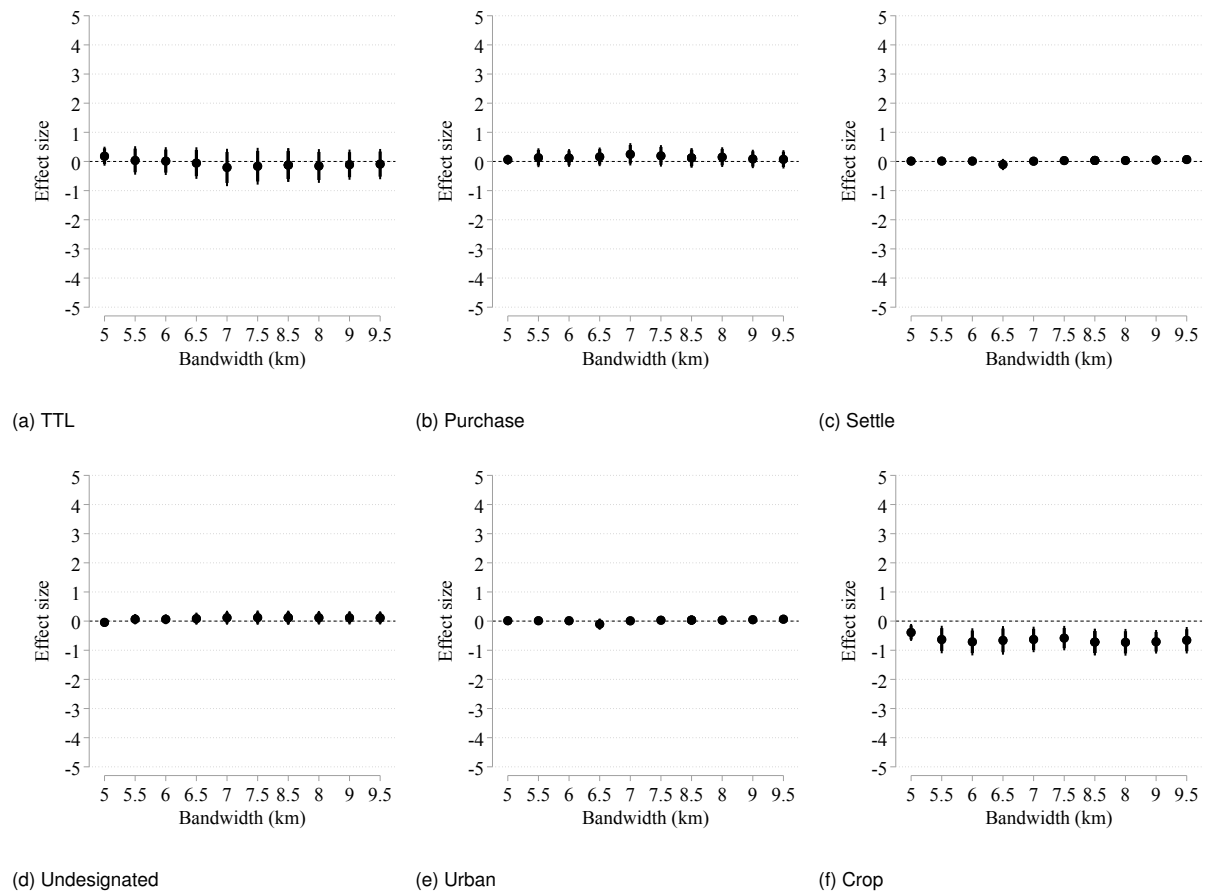 5
4
3
2
1
0
-1
-2
-3
-4
-5
Effect size
5 5.5 6 6.5 7 7.5 8.5 8 9 9.5
Bandwidth (km)
(a) TTL
5
4
3
2
1
0
-1
-2
-3
-4
-5
Effect size
5 5.5 6 6.5 7 7.5 8.5 8 9 9.5
Bandwidth (km)
(b) Purchase
5
4
3
2
1
0
-1
-2
-3
-4
-5
Effect size
5 5.5 6 6.5 7 7.5 8.5 8 9 9.5
Bandwidth (km)
(c) Settle
5
4
3
2
1
0
-1
-2
-3
-4
-5
Effect size
5 5.5 6 6.5 7 7.5 8.5 8 9 9.5
Bandwidth (km)
(d) Undesignated
5
4
3
2
1
0
-1
-2
-3
-4
-5
Effect size
5 5.5 6 6.5 7 7.5 8.5 8 9 9.5
Bandwidth (km)
(e) Urban
5
4
3
2
1
0
-1
-2
-3
-4
-5
Effect size
5 5.5 6 6.5 7 7.5 8.5 8 9 9.5
Bandwidth (km)
(f) Crop